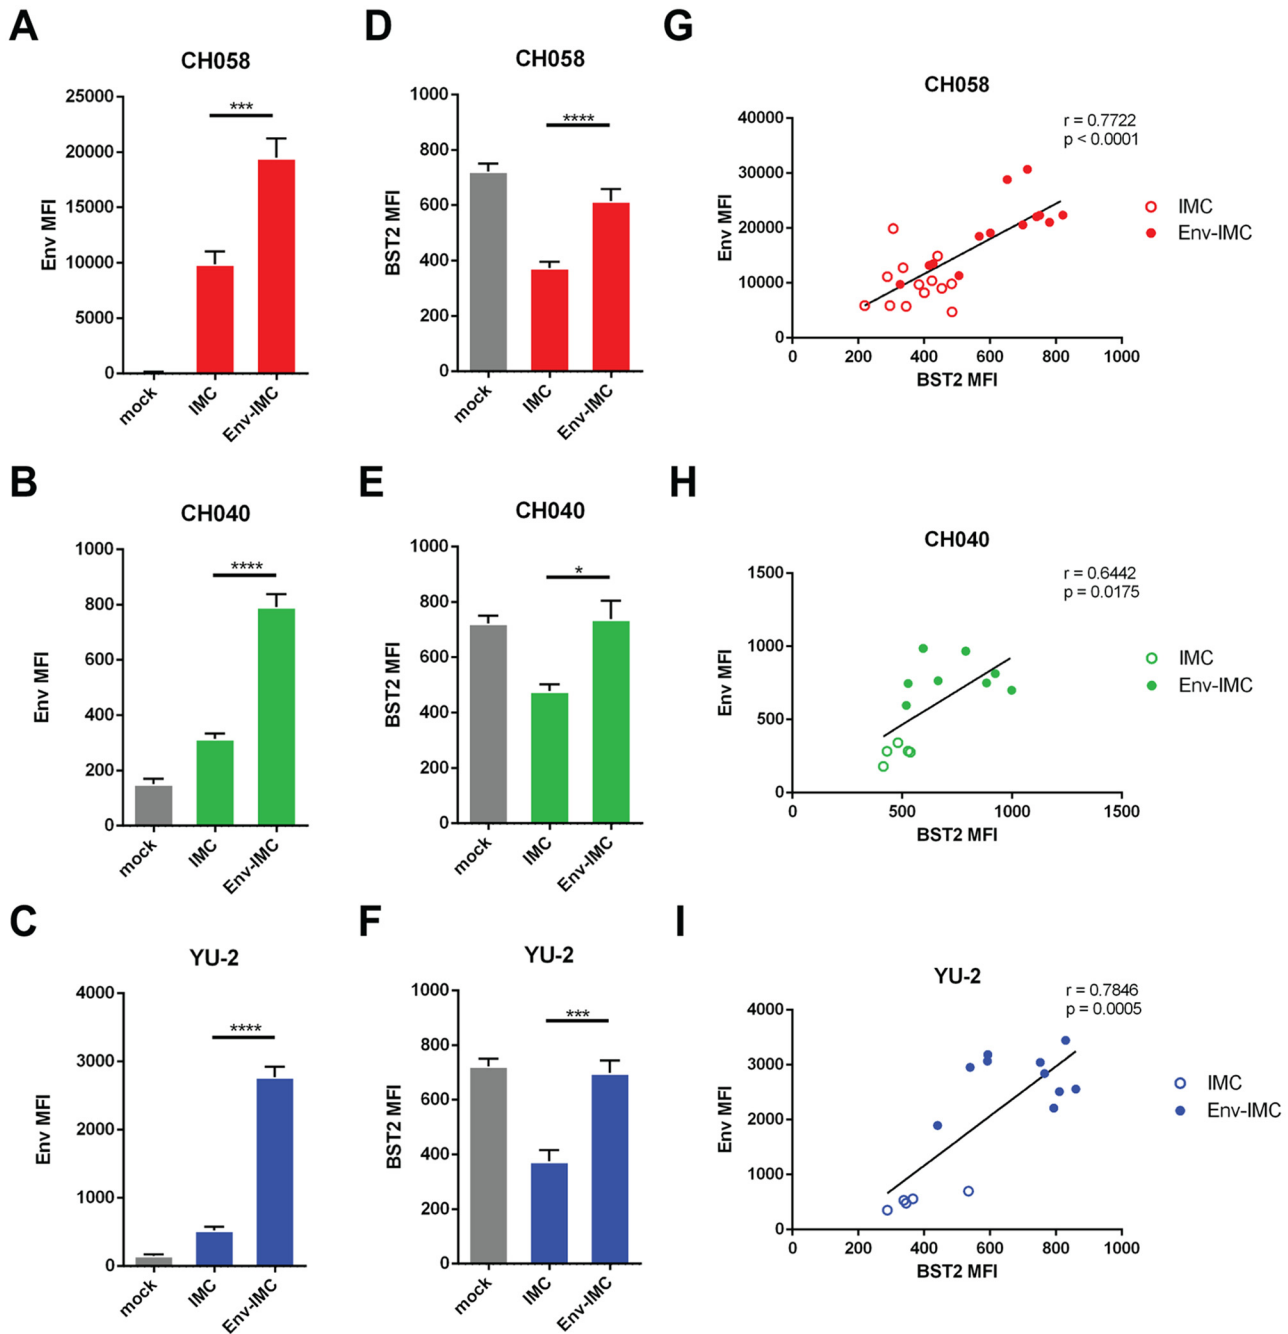 A
CH058
***
25000
20000
15000
10000
5000
0
Env MFI
mock
IMC
Env-IMC
D
CH058
****
1000
800
600
400
200
0
BST2 MFI
mock
IMC
Env-IMC
G
CH058
r = 0.7722
p < 0.0001
40000
30000
20000
10000
0
Env MFI
0 200 400 600 800 1000
BST2 MFI
IMC
Env-IMC
B
CH040
****
1000
800
600
400
200
0
Env MFI
mock
IMC
Env-IMC
E
CH040
*
1000
800
600
400
200
0
BST2 MFI
mock
IMC
Env-IMC
H
CH040
r = 0.6442
p = 0.0175
1500
1000
500
0
Env MFI
0 500 1000 1500
BST2 MFI
IMC
Env-IMC
C
YU-2
****
4000
3000
2000
1000
0
Env MFI
mock
IMC
Env-IMC
F
YU-2
***
1000
800
600
400
200
0
BST2 MFI
mock
IMC
Env-IMC
I
YU-2
r = 0.7846
p = 0.0005
4000
3000
2000
1000
0
Env MFI
0 200 400 600 800 1000
BST2 MFI
IMC
Env-IMC